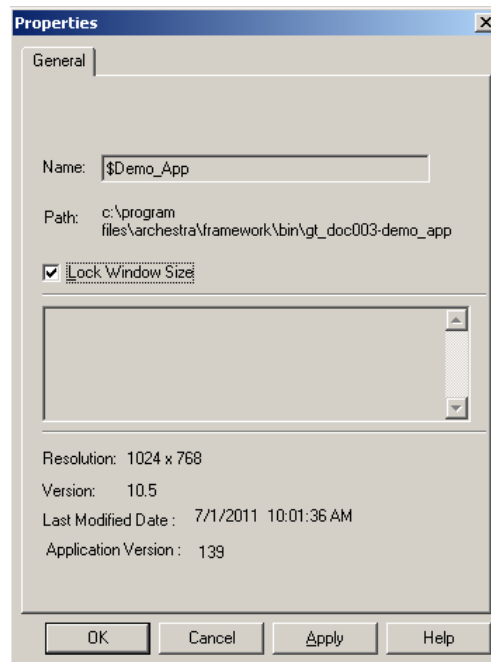 Properties
General
Name: $Demo_App
Path: c:\program
files\archestra\framework\bin\gt_doc003-demo_app
Lock Window Size
Resolution: 1024 x 768
Version: 10.5
Last Modified Date : 7/1/2011 10:01:36 AM
Application Version : 139
OK Cancel Apply Help